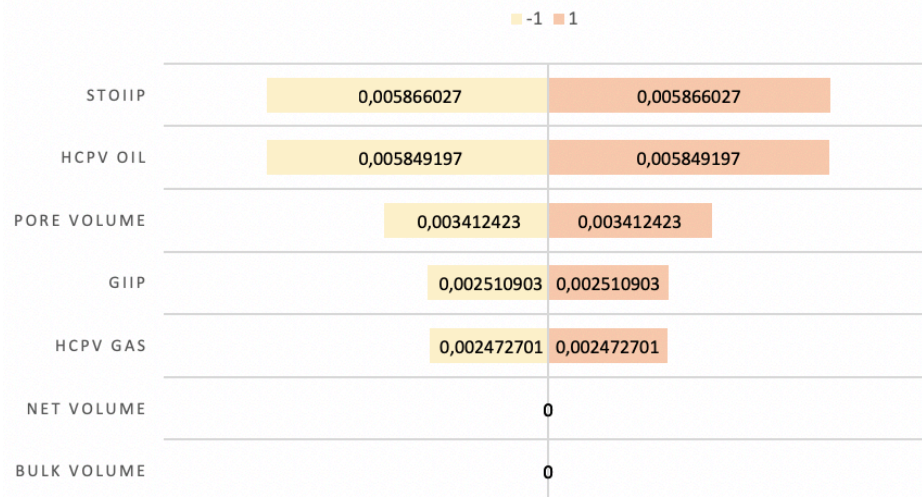 -1 1
STOIIP 0,005866027 0,005866027
HCPV OIL 0,005849197 0,005849197
PORE VOLUME 0,003412423 0,003412423
GIIP 0,002510903 0,002510903
HCPV GAS 0,002472701 0,002472701
NET VOLUME 0
BULK VOLUME 0